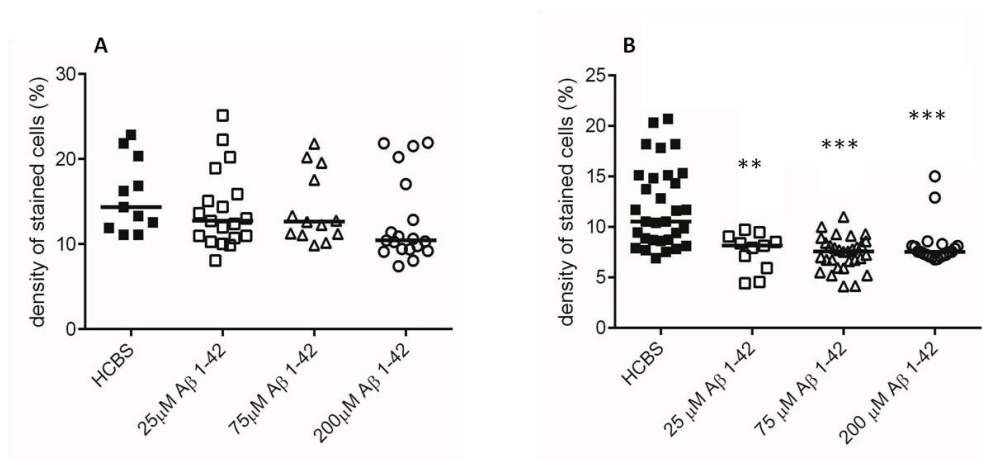 A
density of stained cells (%)
30
20
10
0
HCBS
25µM Aβ 1-42
75µM Aβ 1-42
200µM Aβ 1-42
B
density of stained cells (%)
25
20
15
10
5
0
**
***
***
HCBS
25 µM Aβ 1-42
75 µM Aβ 1-42
200 µM Aβ 1-42